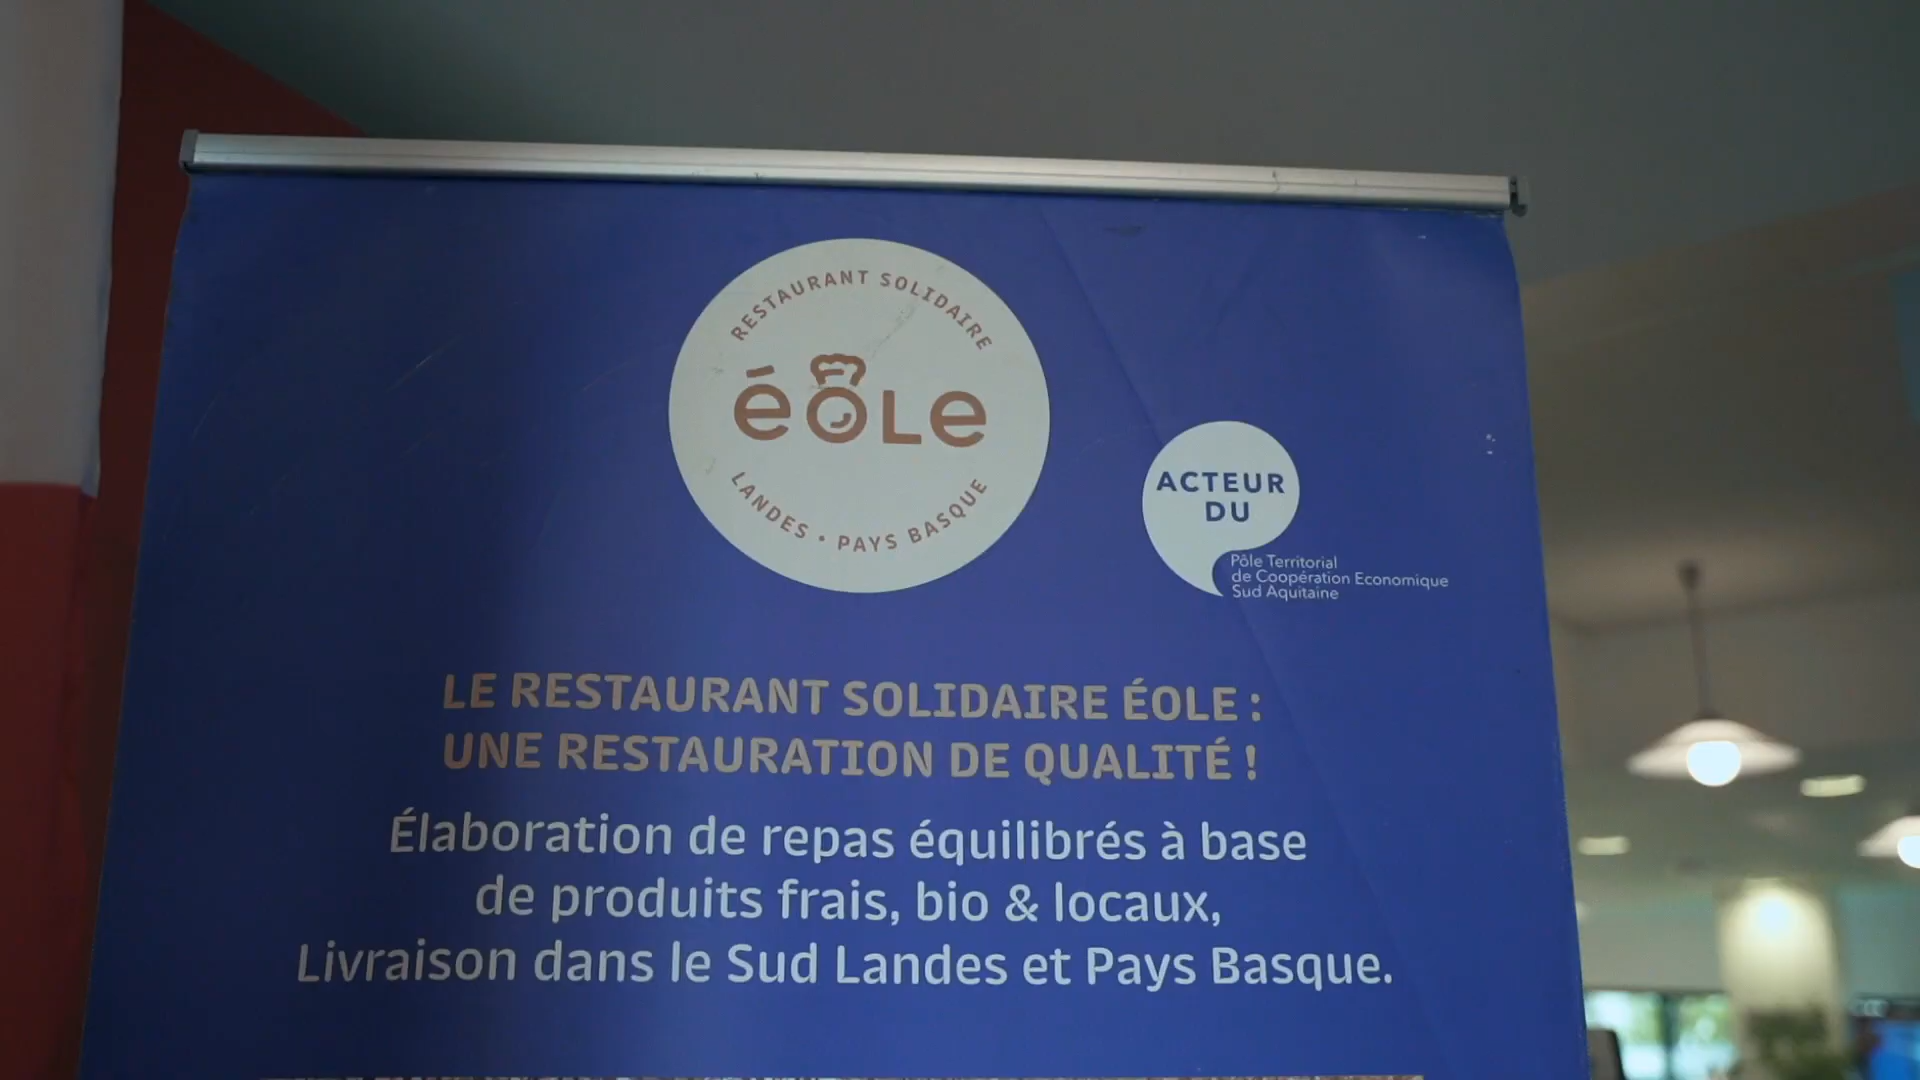 RESTAURANT SOLIDAIRE
éOLe
LANDES • PAYS BASQUE
ACTEUR
DU
Pôle Territorial
de Coopération Economique
Sud Aquitaine
LE RESTAURANT SOLIDAIRE ÉOLE :
UNE RESTAURATION DE QUALITÉ !
Élaboration de repas équilibrés à base
de produits frais, bio & locaux,
Livraison dans le Sud Landes et Pays Basque.